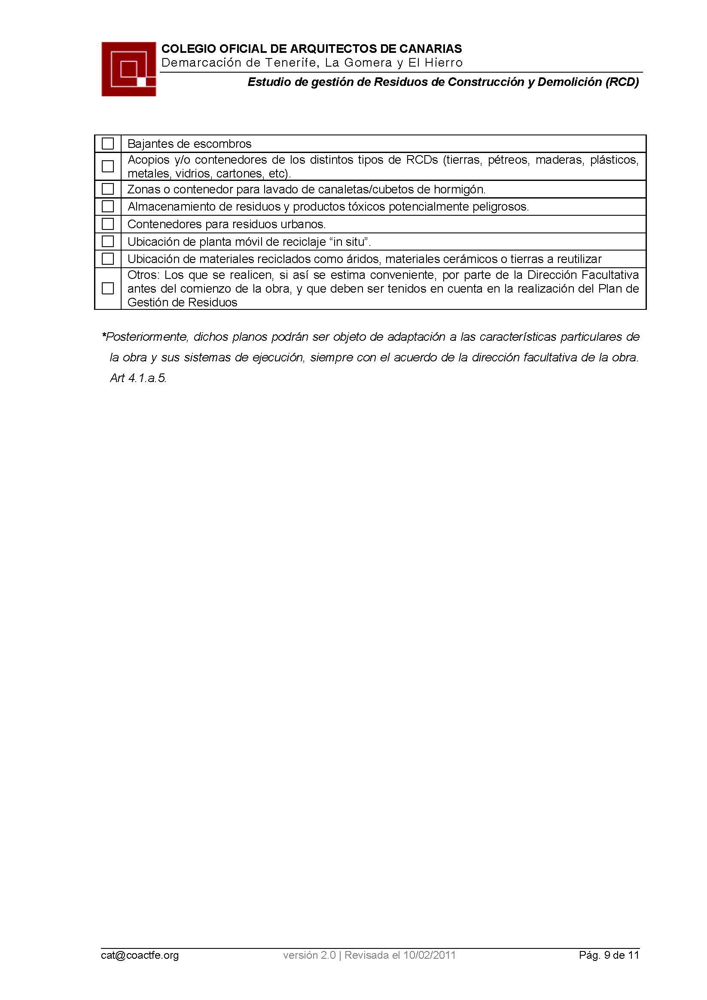 COLEGIO OFICIAL DE ARQUITECTOS DE CANARIAS
Demarcación de Tenerife, La Gomera y El Hierro
Estudio de gestión de Residuos de Construcción y Demolición (RCD)
Bajantes de escombros
Acopios y/o contenedores de los distintos tipos de RCDs (tierras, pétreos, maderas, plásticos,
metales, vidrios, cartones, etc).
Zonas o contenedor para lavado de canaletas/cubetos de hormigón.
Almacenamiento de residuos y productos tóxicos potencialmente peligrosos.
Contenedores para residuos urbanos.
Ubicación de planta móvil de reciclaje “in situ”.
Ubicación de materiales reciclados como áridos, materiales cerámicos o tierras a reutilizar
Otros: Los que se realicen, si así se estima conveniente, por parte de la Dirección Facultativa
antes del comienzo de la obra, y que deben ser tenidos en cuenta en la realización del Plan de
Gestión de Residuos
*Posteriormente, dichos planos podrán ser objeto de adaptación a las características particulares de
la obra y sus sistemas de ejecución, siempre con el acuerdo de la dirección facultativa de la obra.
Art 4.1.a.5.
cat@coactfe.org versión 2.0 | Revisada el 10/02/2011 Pág. 9 de 11